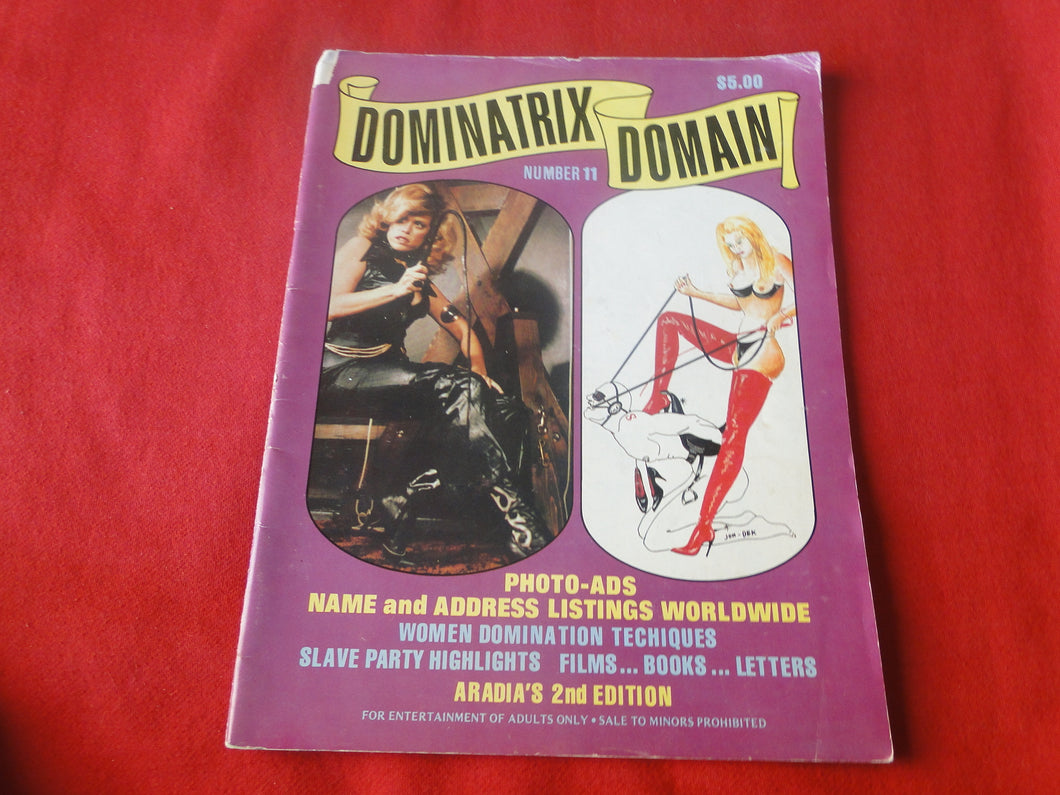 $5.00
DOMINATRIX
DOMAIN
NUMBER 11
JIM-DEK
PHOTO-ADS
NAME and ADDRESS LISTINGS WORLDWIDE
WOMEN DOMINATION TECHIQUES
SLAVE PARTY HIGHLIGHTS FILMS... BOOKS... LETTERS
ARADIA'S 2nd EDITION
FOR ENTERTAINMENT OF ADULTS ONLY • SALE TO MINORS PROHIBITED